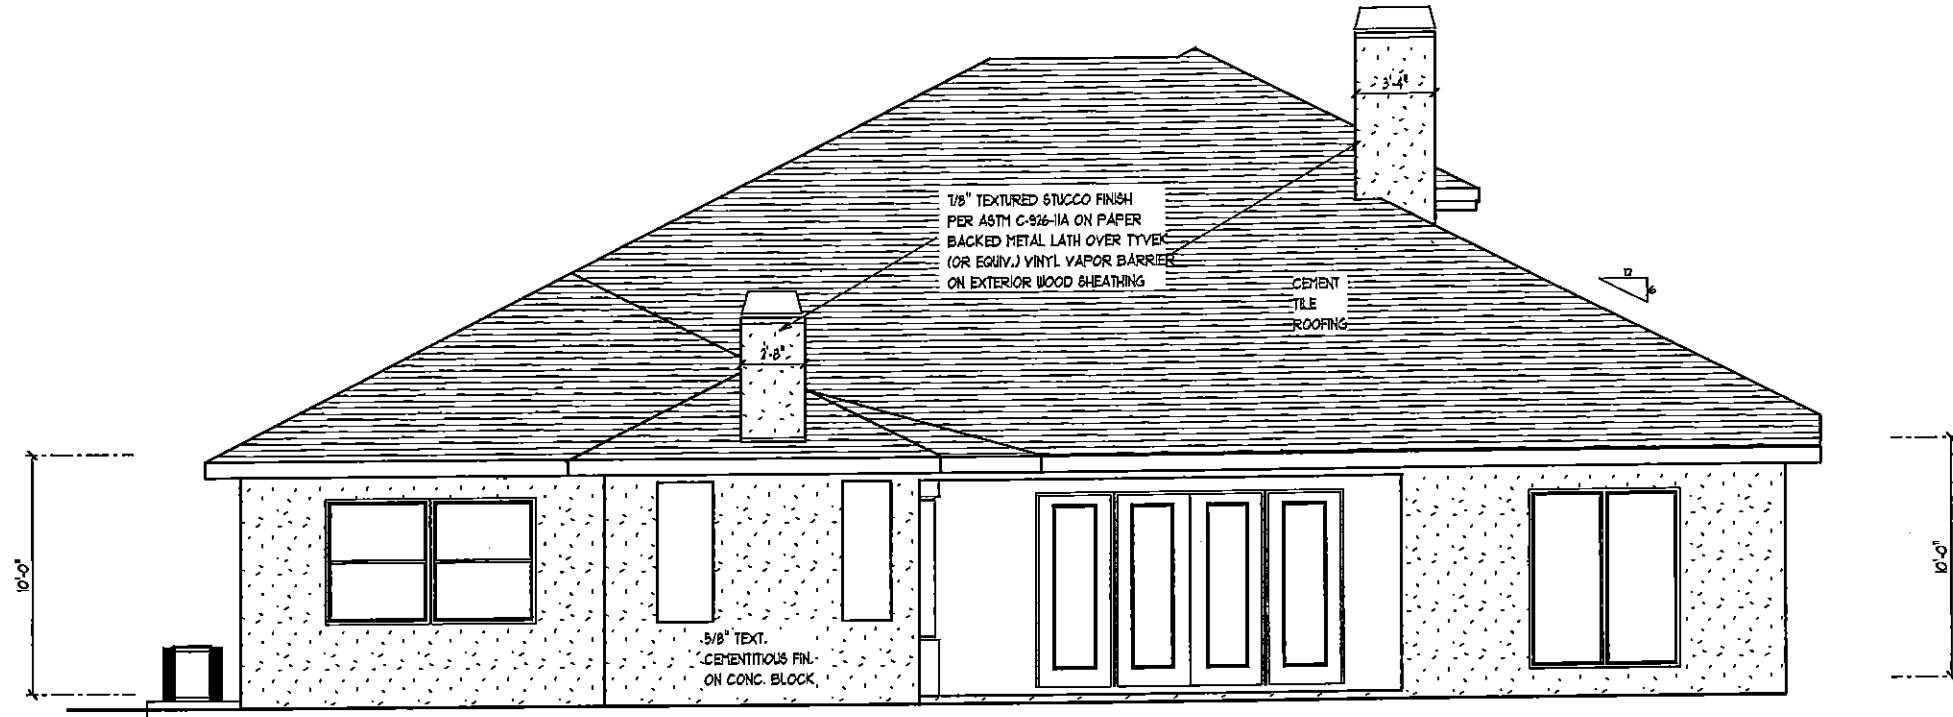 3'-4"
7/8" TEXTURED STUCCO FINISH
PER ASTM C-926-11A ON PAPER
BACKED METAL LATH OVER TYVEK
(OR EQUIV.) VINYL VAPOR BARRIER
ON EXTERIOR WOOD SHEATHING
12
6
CEMENT
TILE
ROOFING
2'-8"
10'-0"
10'-0"
5/8" TEXT.
CEMENTITIOUS FIN.
ON CONC. BLOCK